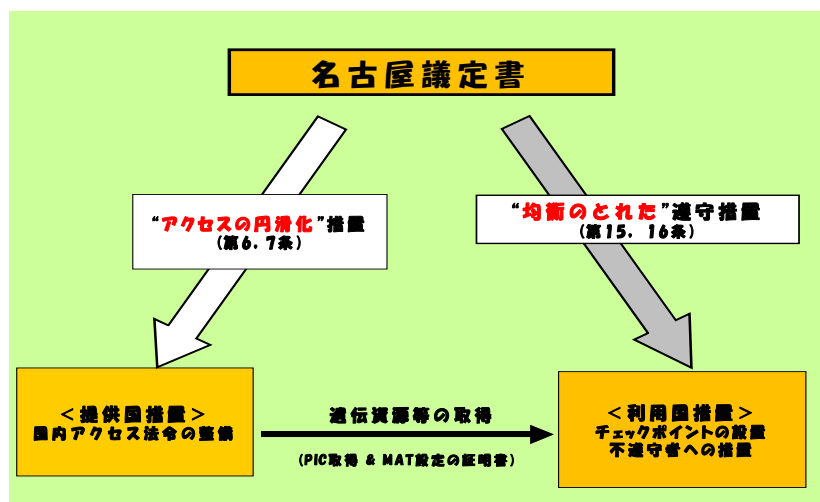 名古屋議定書
“アクセスの円滑化”措置
(第6，7条)
“均衡のとれた”遵守措置
(第15，16条)
＜提供国措置＞
国内アクセス法令の整備
遺伝資源等の取得
(PIC取得 & MAT設定の証明書)
＜利用国措置＞
チェックポイントの設置
不遵守者への措置